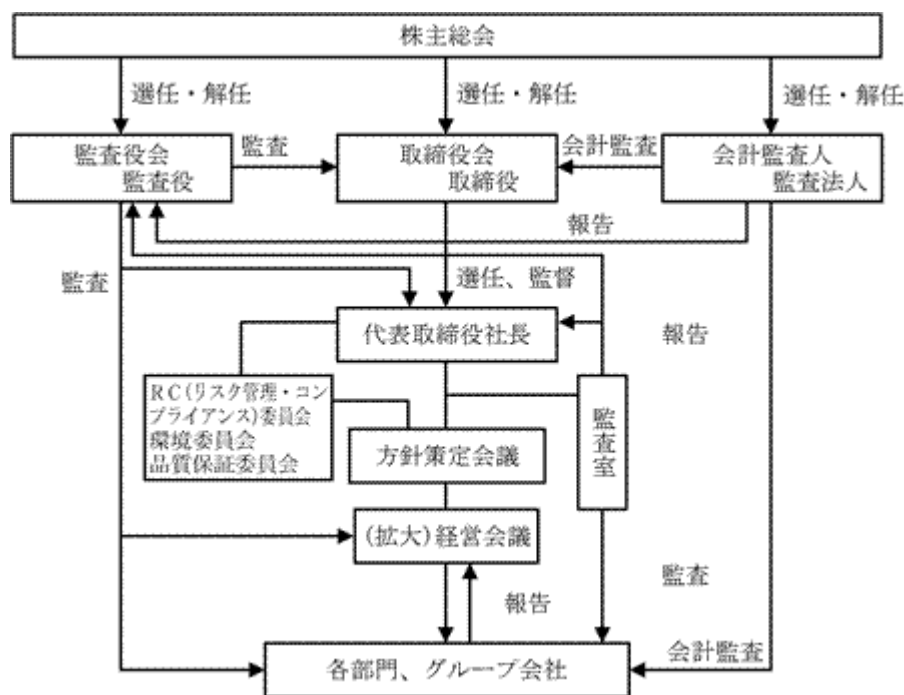 株主総会
選任・解任
選任・解任
選任・解任
監査役会
監査役
監査
取締役会
取締役
会計監査
会計監査人
監査法人
報告
監査
選任、監督
代表取締役社長
報告
RC(リスク管理・コン
プライアンス)委員会
環境委員会
品質保証委員会
方針策定会議
監査室
(拡大)経営会議
監査
報告
会計監査
各部門、グループ会社